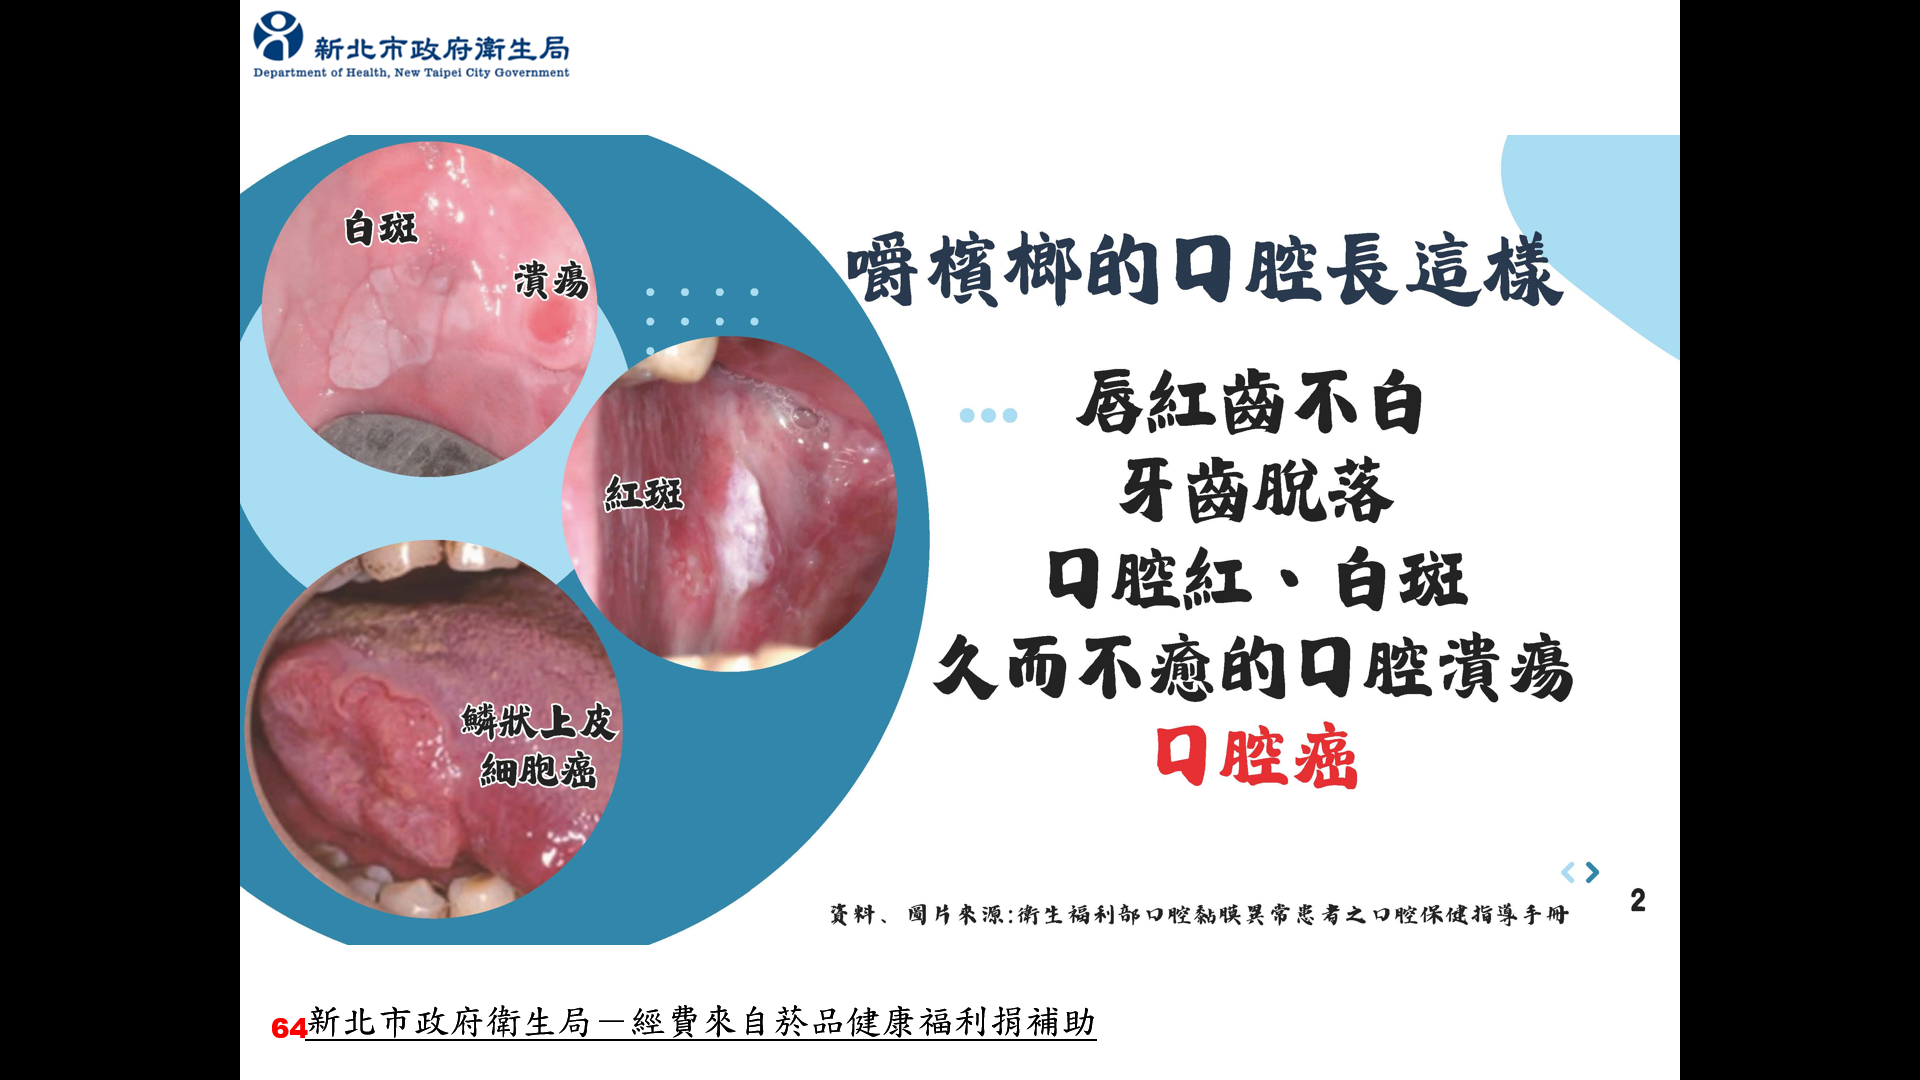 新北市政府衛生局
Department of Health, New Taipei City Government
白斑
潰瘍
紅斑
鱗狀上皮
細胞癌
嚼檳榔的口腔長這樣
唇紅齒不白
牙齒脫落
口腔紅、白斑
久而不癒的口腔潰瘍
口腔癌
資料、圖片來源:衛生福利部口腔黏膜異常患者之口腔保健指導手冊
2
64新北市政府衛生局－經費來自菸品健康福利捐補助